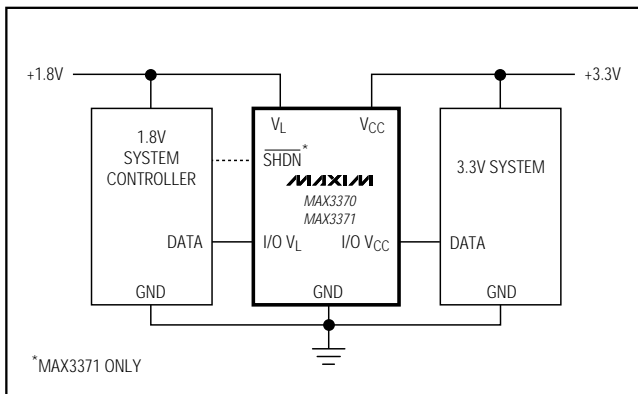 +1.8V
+3.3V
1.8V
SYSTEM
CONTROLLER
DATA
GND
VL
VCC
SHDN*
MAXIM
MAX3370
MAX3371
I/O VL
I/O VCC
GND
3.3V SYSTEM
DATA
GND
*MAX3371 ONLY